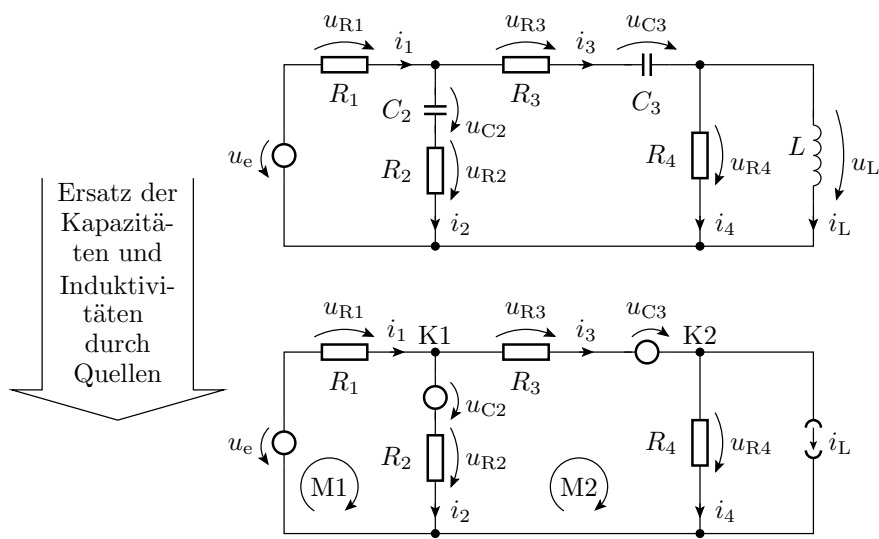 u_R1
i_1
u_R3
i_3
u_C3
R_1
C_2
R_3
C_3
u_C2
u_e
R_2
u_R2
R_4
u_R4
L
u_L
i_2
i_4
i_L
Ersatz der
Kapazitä-
ten und
Induktivi-
täten
durch
Quellen
u_R1
i_1
K1
u_R3
i_3
u_C3
K2
R_1
R_3
u_C2
u_e
R_2
u_R2
R_4
u_R4
i_L
M1
M2
i_2
i_4